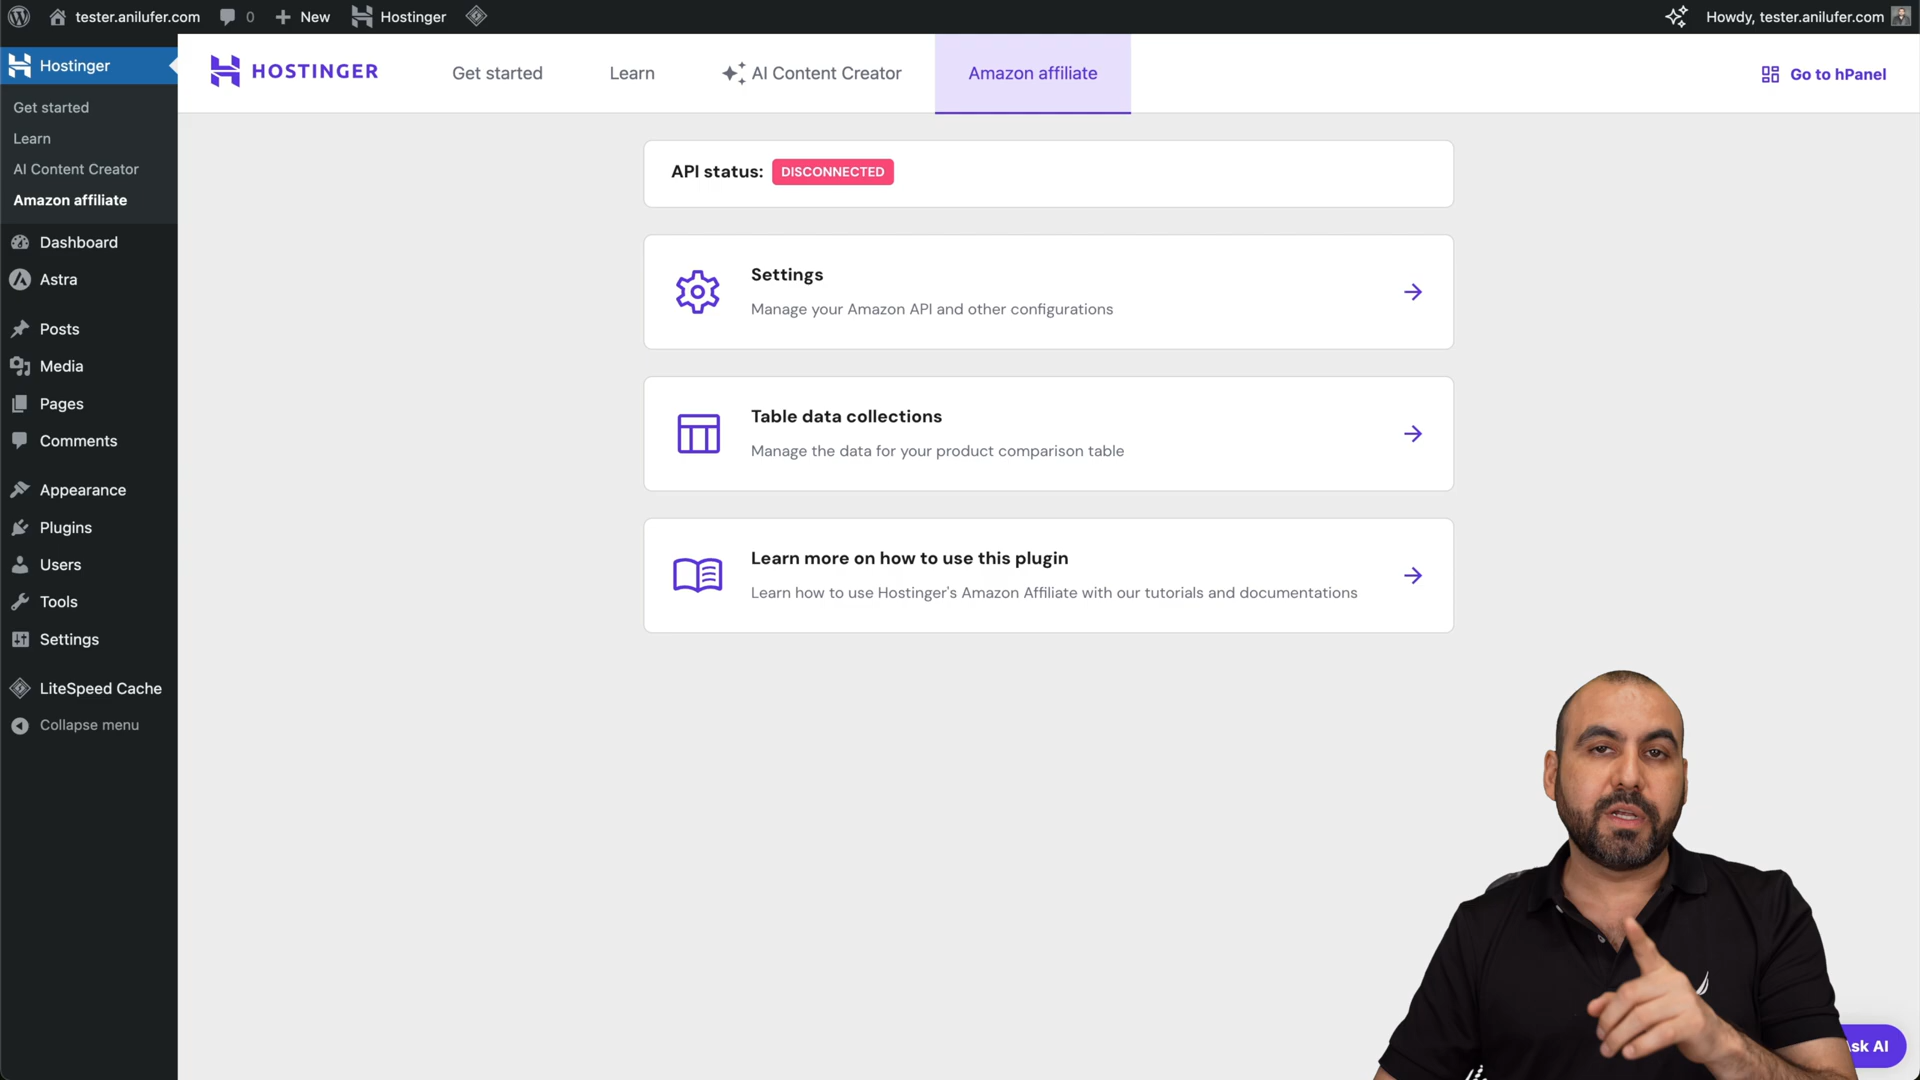 tester.anilufer.com
0
New
Hostinger
Howdy, tester.anilufer.com
Hostinger
Get started
Learn
AI Content Creator
Amazon affiliate
Dashboard
Astra
Posts
Media
Pages
Comments
Appearance
Plugins
Users
Tools
Settings
LiteSpeed Cache
Collapse menu
HOSTINGER
Get started
Learn
AI Content Creator
Amazon affiliate
Go to hPanel
API status: DISCONNECTED
Settings
Manage your Amazon API and other configurations
Table data collections
Manage the data for your product comparison table
Learn more on how to use this plugin
Learn how to use Hostinger's Amazon Affiliate with our tutorials and documentations
sk AI